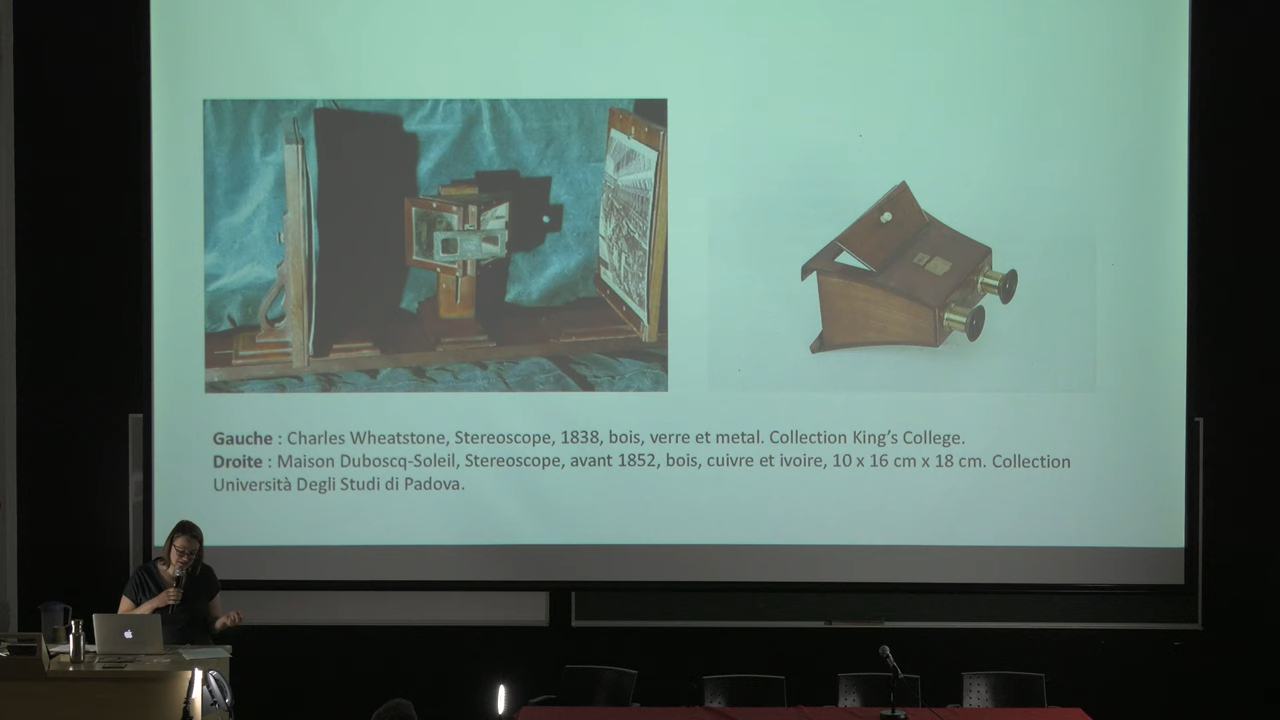 Gauche : Charles Wheatstone, Stereoscope, 1838, bois, verre et metal. Collection King’s College.
Droite : Maison Duboscq-Soleil, Stereoscope, avant 1852, bois, cuivre et ivoire, 10 x 16 cm x 18 cm. Collection
Università Degli Studi di Padova.